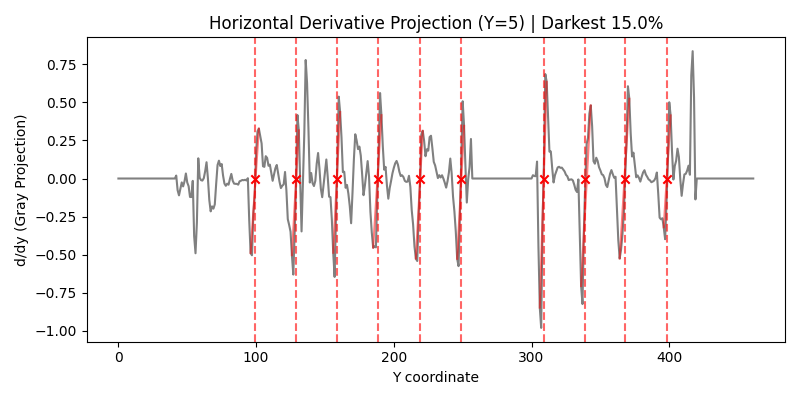 Horizontal Derivative Projection (Y=5) | Darkest 15.0%
d/dy (Gray Projection)
0.75
0.50
0.25
0.00
−0.25
−0.50
−0.75
−1.00
0 100 200 300 400
Y coordinate